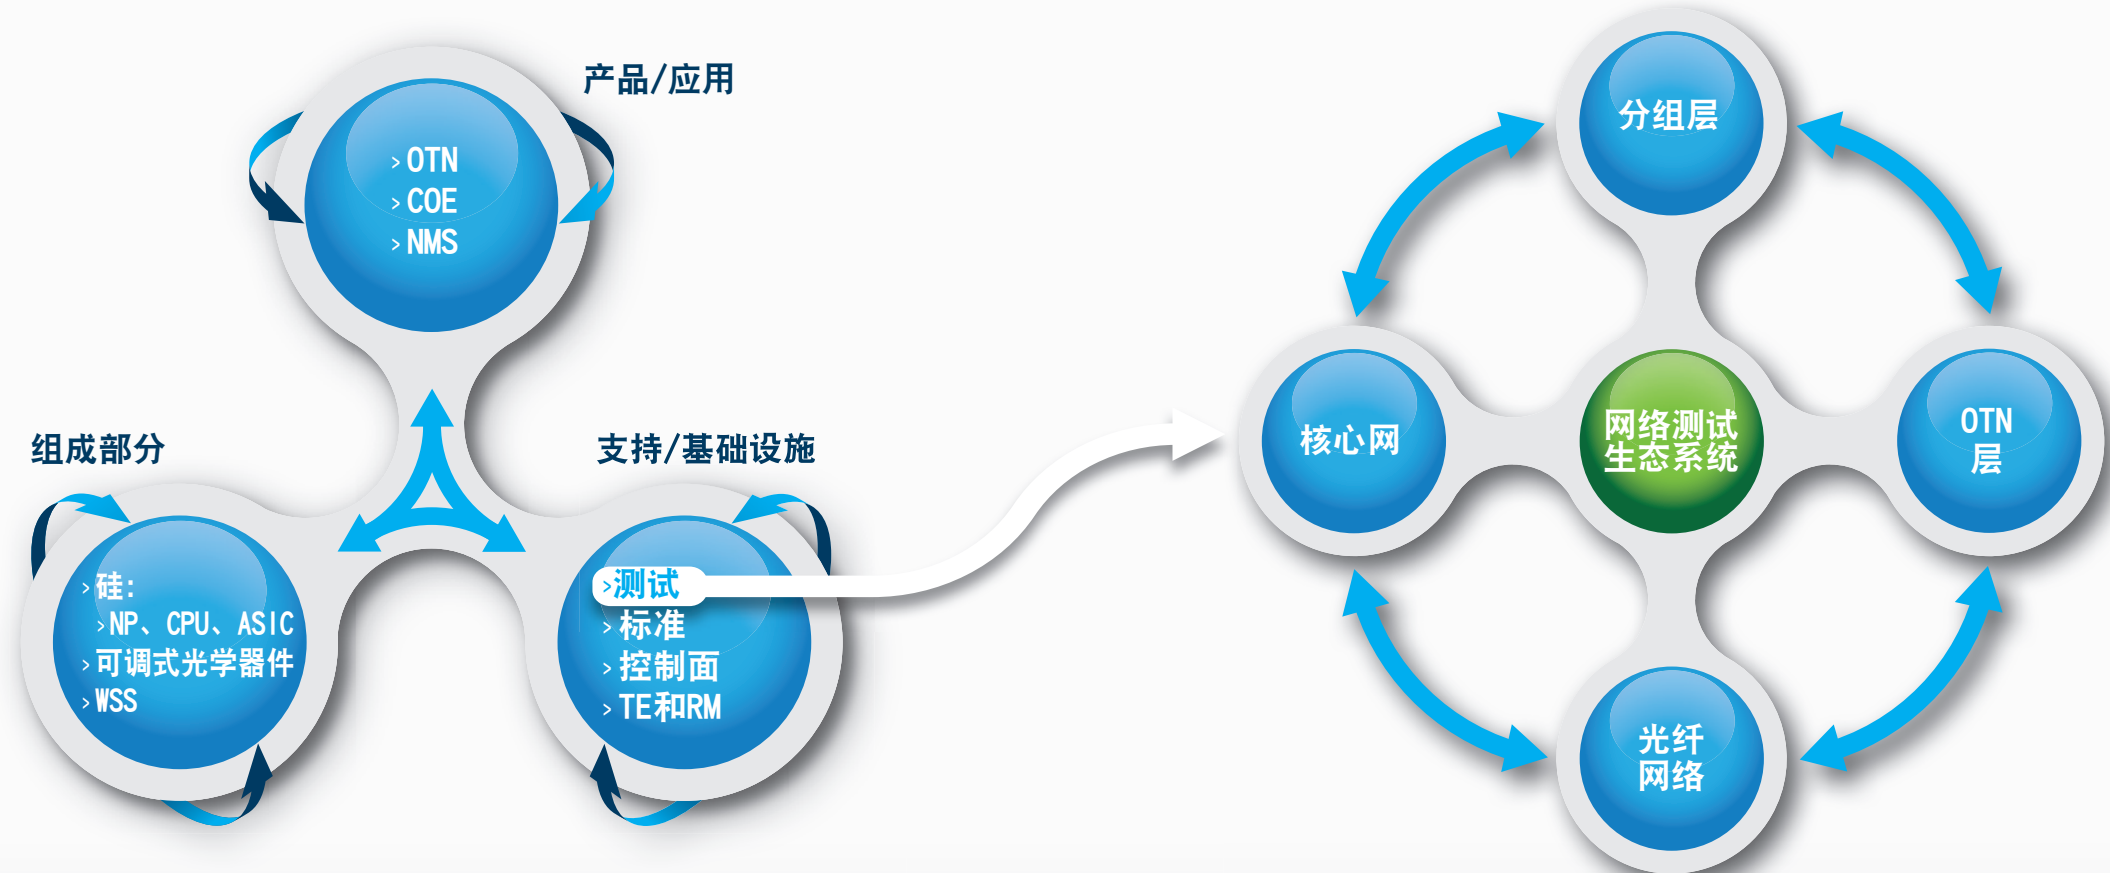 产品/应用
›OTN
›COE
›NMS
组成部分
›硅:
›NP、CPU、ASIC
›可调式光学器件
›WSS
支持/基础设施
›测试
›标准
›控制面
›TE和RM
分组层
核心网
网络测试
生态系统
OTN
层
光纤
网络